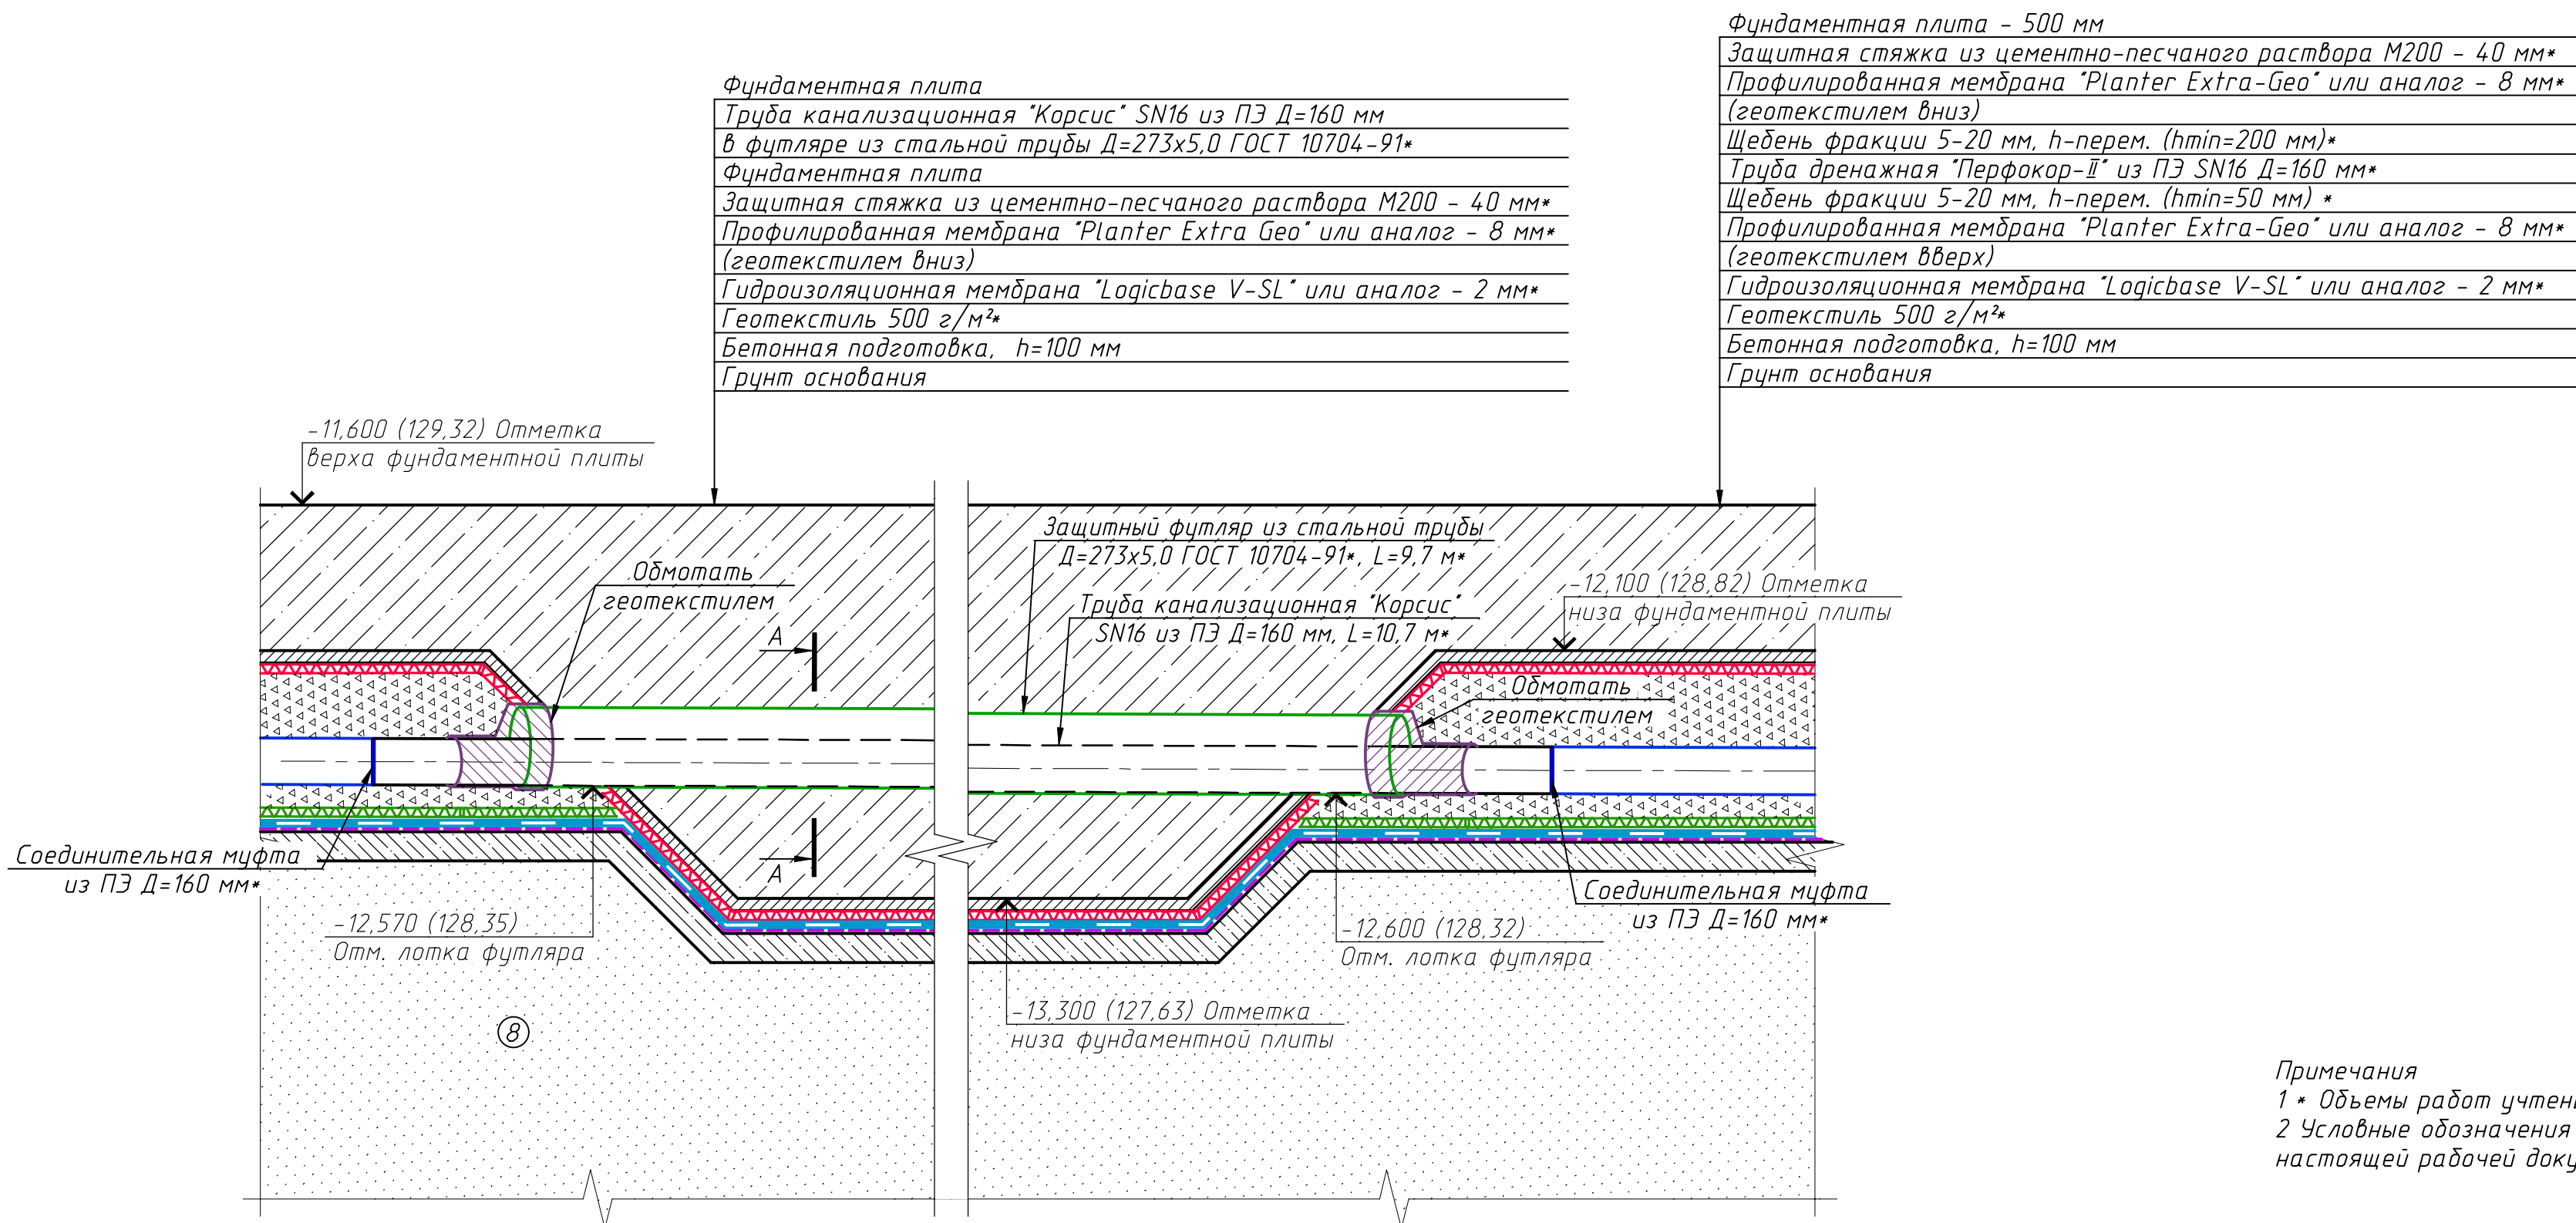 Фундаментная плита - 500 мм
Защитная стяжка из цементно-песчаного раствора М200 - 40 мм*
Профилированная мембрана "Planter Extra-Geo" или аналог - 8 мм*
(геотекстилем вниз)
Щебень фракции 5-20 мм, h-перем. (hmin=200 мм)*
Труба дренажная "Перфокор-II" из ПЭ SN16 Д=160 мм*
Щебень фракции 5-20 мм, h-перем. (hmin=50 мм) *
Профилированная мембрана "Planter Extra-Geo" или аналог - 8 мм*
(геотекстилем вверх)
Гидроизоляционная мембрана "Logicbase V-SL" или аналог - 2 мм*
Геотекстиль 500 г/м²*
Бетонная подготовка, h=100 мм
Грунт основания
Фундаментная плита
Труба канализационная "Корсис" SN16 из ПЭ Д=160 мм
в футляре из стальной трубы Д=273х5,0 ГОСТ 10704-91*
Фундаментная плита
Защитная стяжка из цементно-песчаного раствора М200 - 40 мм*
Профилированная мембрана "Planter Extra Geo" или аналог - 8 мм*
(геотекстилем вниз)
Гидроизоляционная мембрана "Logicbase V-SL" или аналог - 2 мм*
Геотекстиль 500 г/м²*
Бетонная подготовка, h=100 мм
Грунт основания
-11,600 (129,32) Отметка
верха фундаментной плиты
Защитный футляр из стальной трубы
Д=273х5,0 ГОСТ 10704-91*, L=9,7 м*
Обмотать
геотекстилем
Труба канализационная "Корсис"
SN16 из ПЭ Д=160 мм, L=10,7 м*
-12,100 (128,82) Отметка
низа фундаментной плиты
А
Обмотать
геотекстилем
А
Соединительная муфта
из ПЭ Д=160 мм*
Соединительная муфта
из ПЭ Д=160 мм*
-12,570 (128,35)
Отм. лотка футляра
-12,600 (128,32)
Отм. лотка футляра
-13,300 (127,63) Отметка
низа фундаментной плиты
8
Примечания
1 * Объемы работ
2 Условные обозначения
настоящей рабочей